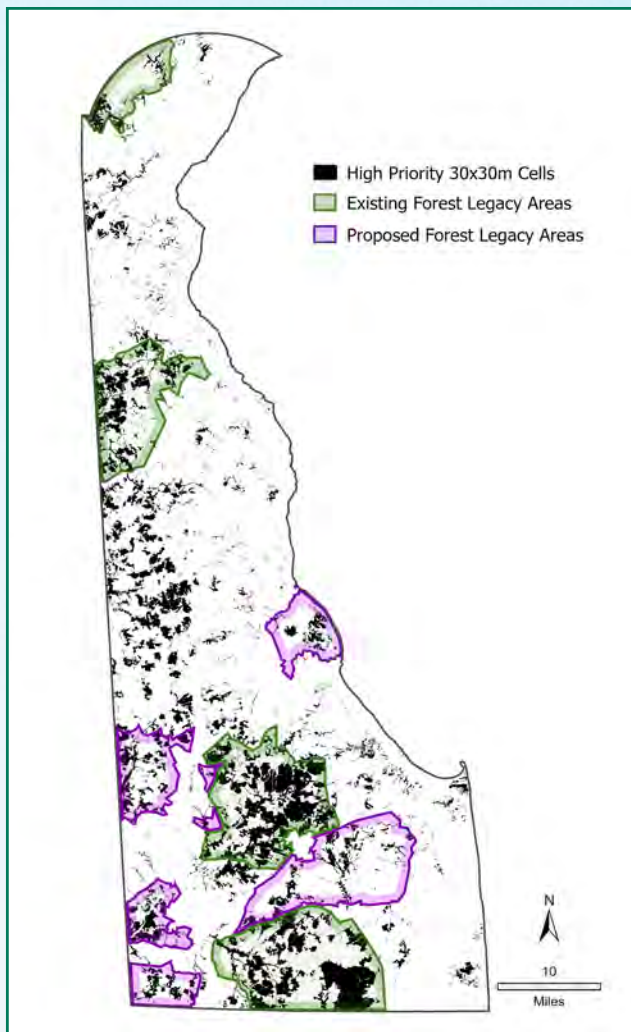 High Priority 30x30m Cells
Existing Forest Legacy Areas
Proposed Forest Legacy Areas
N
10
Miles